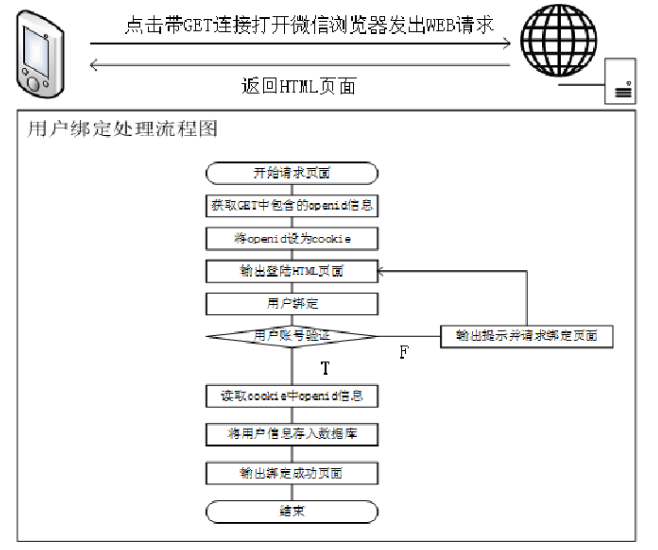 点击带GET连接打开微信浏览器发出WEB请求
返回HTML页面
用户绑定处理流程图
开始请求页面
获取GET中包含的openid信息
将openid设为cookie
输出登陆HTML页面
用户绑定
用户账号验证
输出提示并请求绑定页面
F
T
读取cookie中openid信息
将用户信息存入数据库
输出绑定成功页面
结束